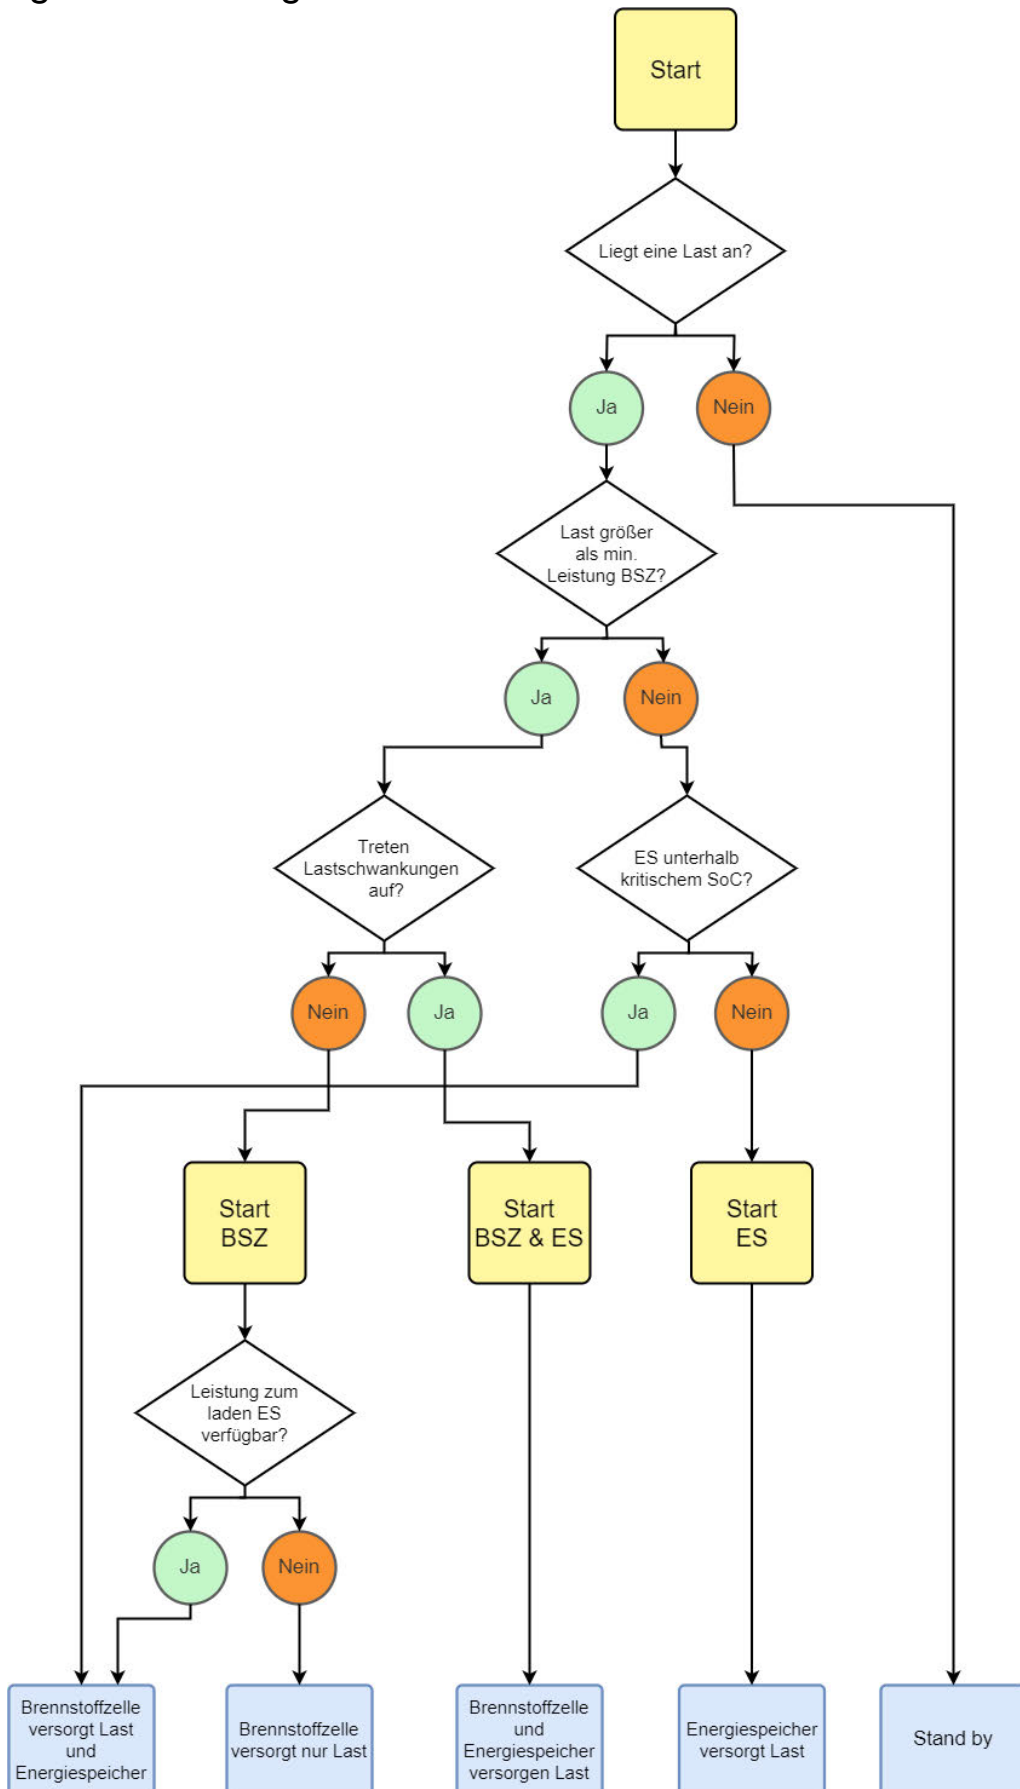 Start
Liegt eine Last an?
Ja
Nein
Last größer
als min.
Leistung BSZ?
Ja
Nein
Treten
Lastschwankungen
auf?
ES unterhalb
kritischem SoC?
Nein
Ja
Ja
Nein
Start
BSZ
Start
BSZ & ES
Start
ES
Leistung zum
laden ES
verfügbar?
Ja
Nein
Brennstoffzelle
versorgt Last
und
Energiespeicher
Brennstoffzelle
versorgt nur Last
Brennstoffzelle
und
Energiespeicher
versorgen Last
Energiespeicher
versorgt Last
Stand by